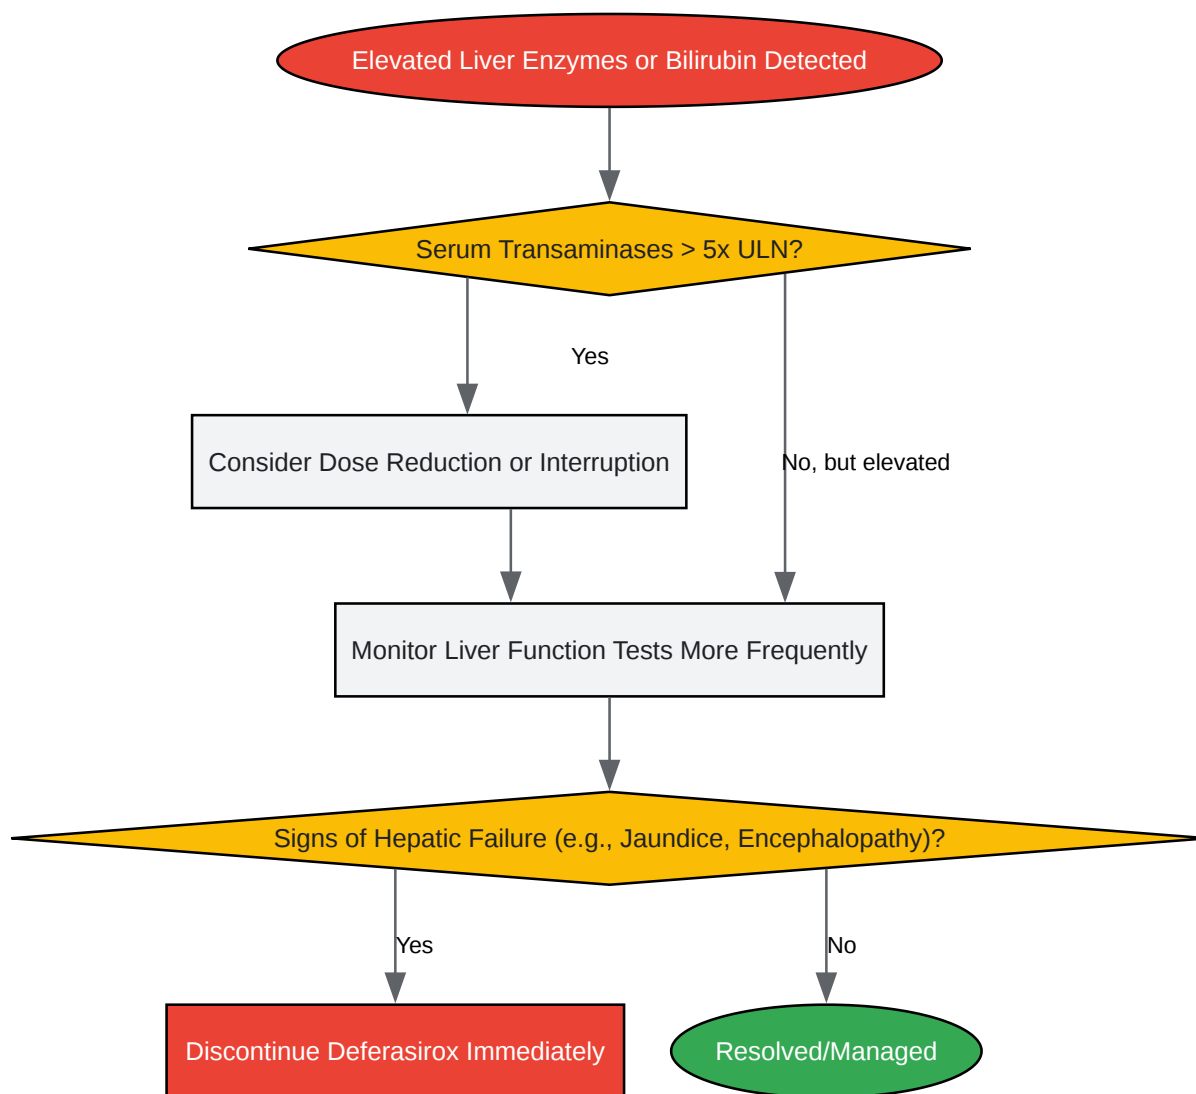 Elevated Liver Enzymes or Bilirubin Detected
Serum Transaminases > 5x ULN?
Yes
Consider Dose Reduction or Interruption
No, but elevated
Monitor Liver Function Tests More Frequently
Signs of Hepatic Failure (e.g., Jaundice, Encephalopathy)?
Yes
No
Discontinue Deferasirox Immediately
Resolved/Managed